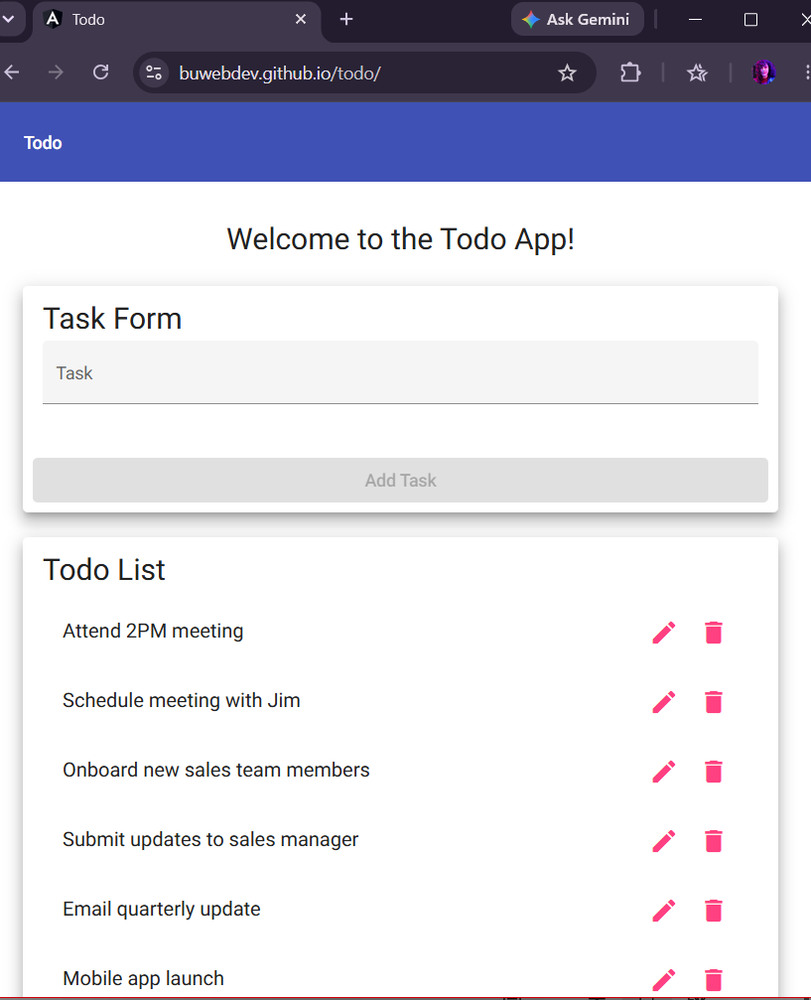 Todo
Ask Gemini
buwebdev.github.io/todo/
Todo
Welcome to the Todo App!
Task Form
Task
Add Task
Todo List
Attend 2PM meeting
Schedule meeting with Jim
Onboard new sales team members
Submit updates to sales manager
Email quarterly update
Mobile app launch